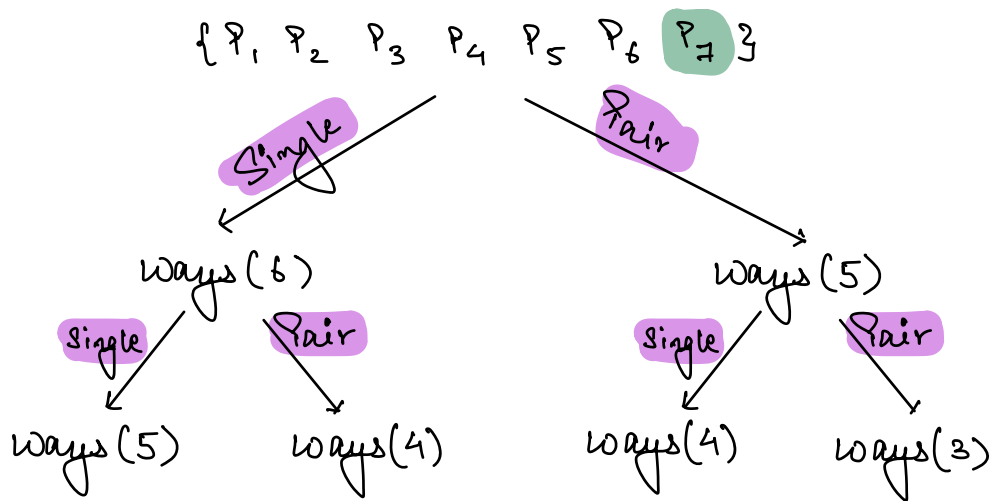 { P₁ P₂ P₃ P₄ P₅ P₆ P₇ }
Single Pair
ways(6) ways(5)
Single Pair Single Pair
ways(5) ways(4) ways(4) ways(3)